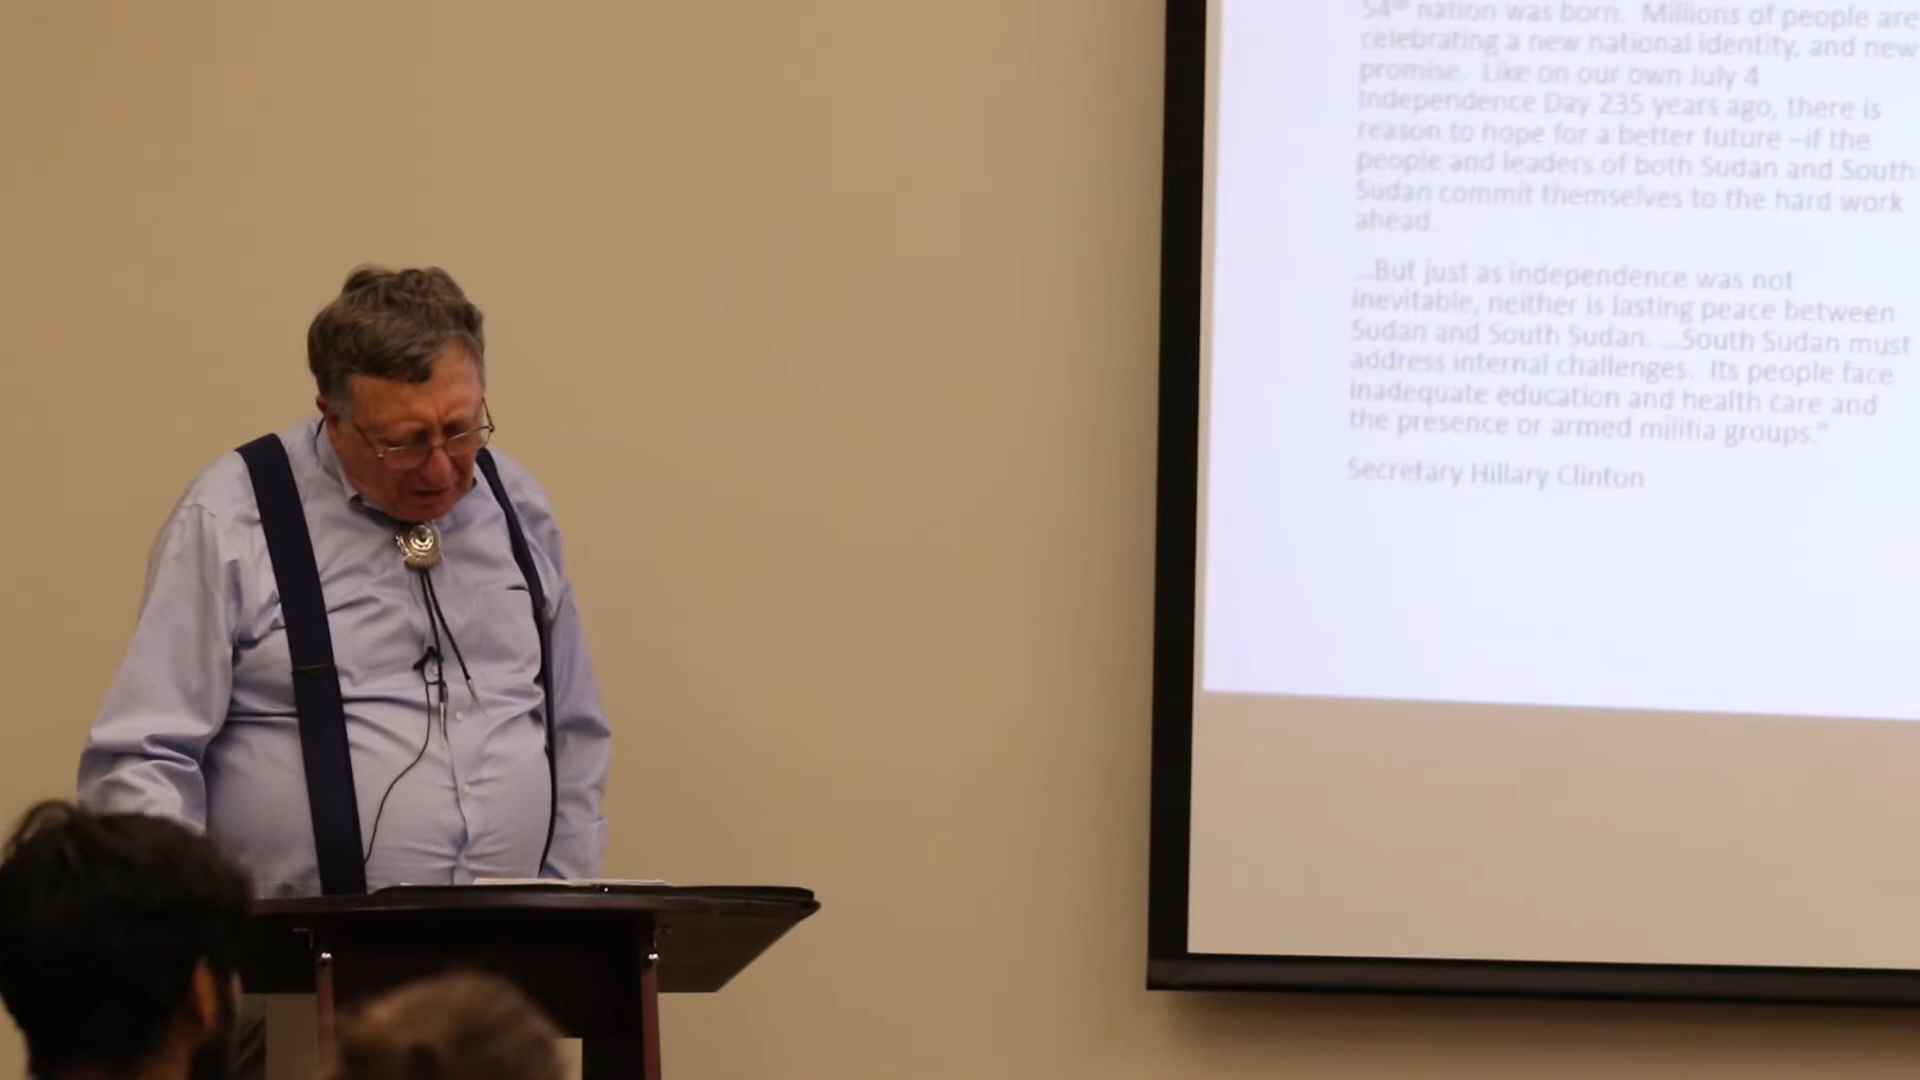 54th nation was born. Millions of people are
celebrating a new national identity, and new
promise. Like on our own July 4
Independence Day 235 years ago, there is
reason to hope for a better future –if the
people and leaders of both Sudan and South
Sudan commit themselves to the hard work
ahead.
...But just as independence was not
inevitable, neither is lasting peace between
Sudan and South Sudan. ...South Sudan must
address internal challenges. Its people face
inadequate education and health care and
the presence or armed militia groups."
Secretary Hillary Clinton